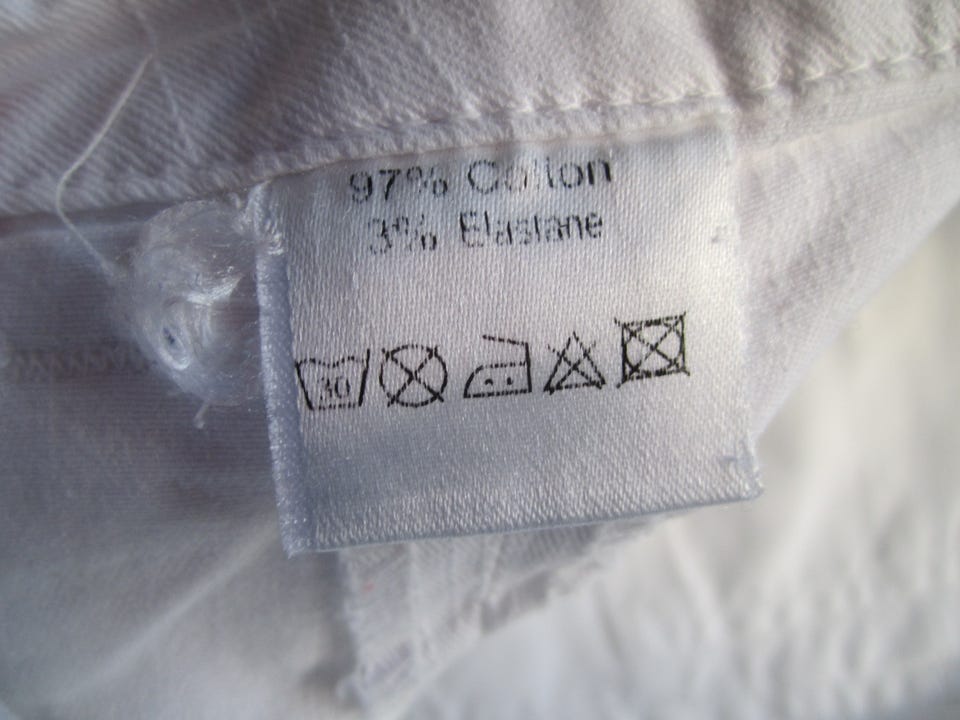 97% Cotton
3% Elastane
30